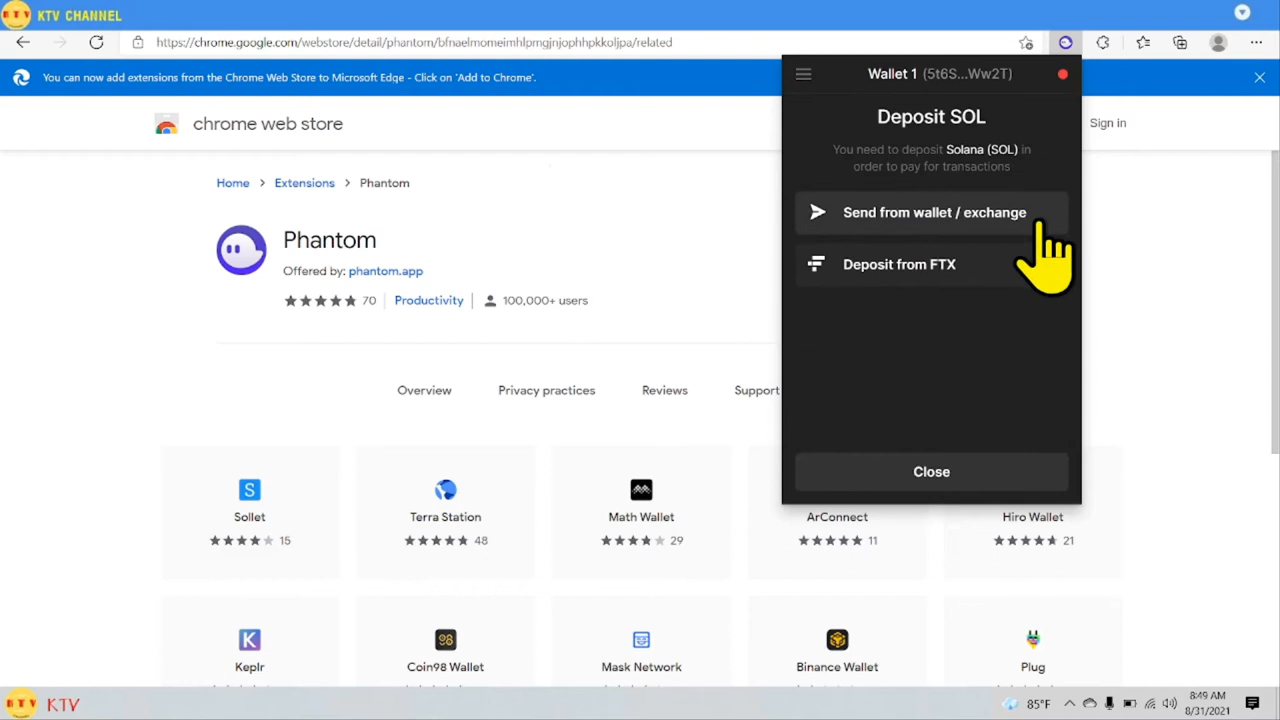 KTV CHANNEL
https://chrome.google.com/webstore/detail/phantom/bfnaelmomeimhlpmgjnjophhpkkoljpa/related
You can now add extensions from the Chrome Web Store to Microsoft Edge - Click on 'Add to Chrome'.
chrome web store
Sign in
Home > Extensions > Phantom
Phantom
Offered by: phantom.app
70 Productivity 100,000+ users
Overview Privacy practices Reviews Support
Wallet 1 (5t6S...Ww2T)
Deposit SOL
You need to deposit Solana (SOL) in
order to pay for transactions
Send from wallet / exchange
Deposit from FTX
Close
Sollet Terra Station Math Wallet ArConnect Hiro Wallet
15 48 29 11 21
Keplr Coin98 Wallet Mask Network Binance Wallet Plug
KTV
85°F
8:49 AM
8/31/2021